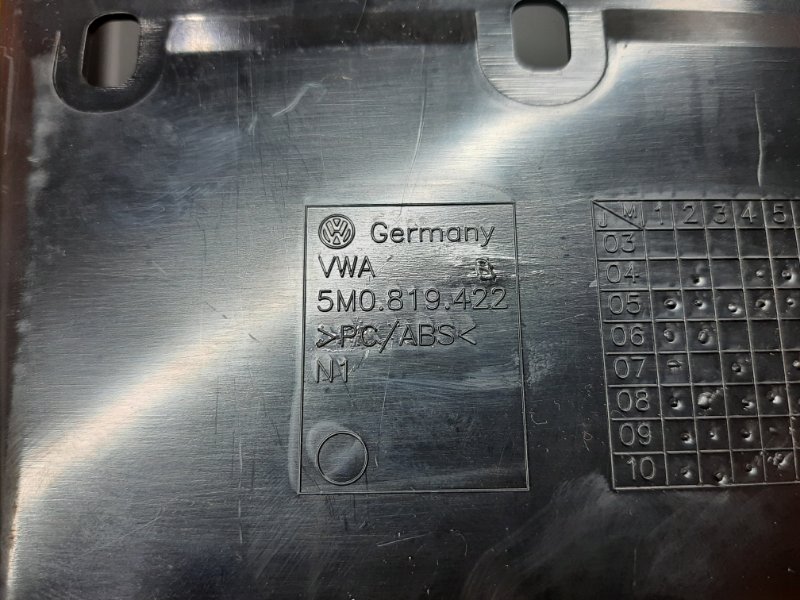 VW Germany
VWA B
5M0.819.422
>PC/ABS<
N1
J M 1 2 3 4 5
03
04
05
06
07
08
09
10